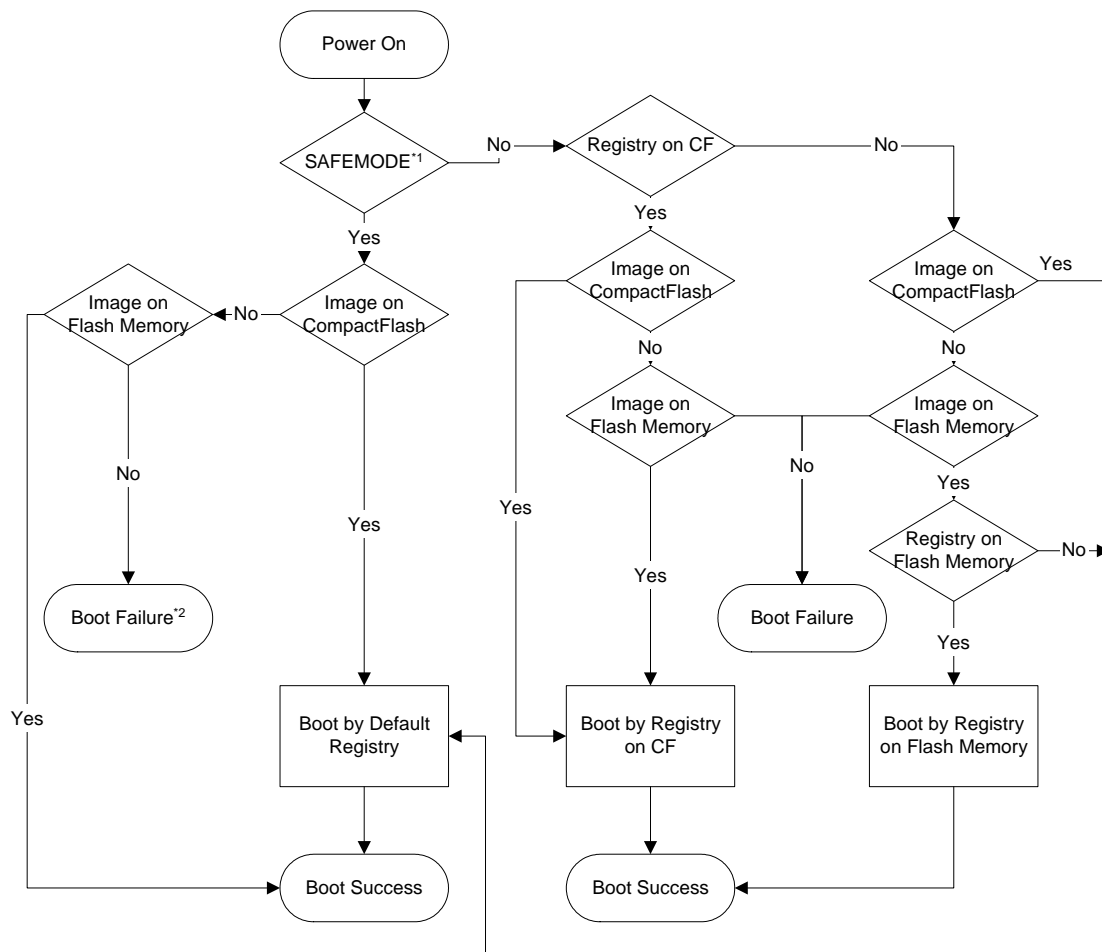 Power On
SAFEMODE*1
No
Registry on CF
No
Yes
Yes
Image on
Flash Memory
No
Image on
CompactFlash
Image on
CompactFlash
Image on
CompactFlash
Yes
No
No
Image on
Flash Memory
Image on
Flash Memory
No
No
Yes
Yes
Yes
Registry on
Flash Memory
No
Yes
Boot Failure*2
Boot Failure
Yes
Yes
Boot by Default
Registry
Boot by Registry
on CF
Boot by Registry
on Flash Memory
Boot Success
Boot Success